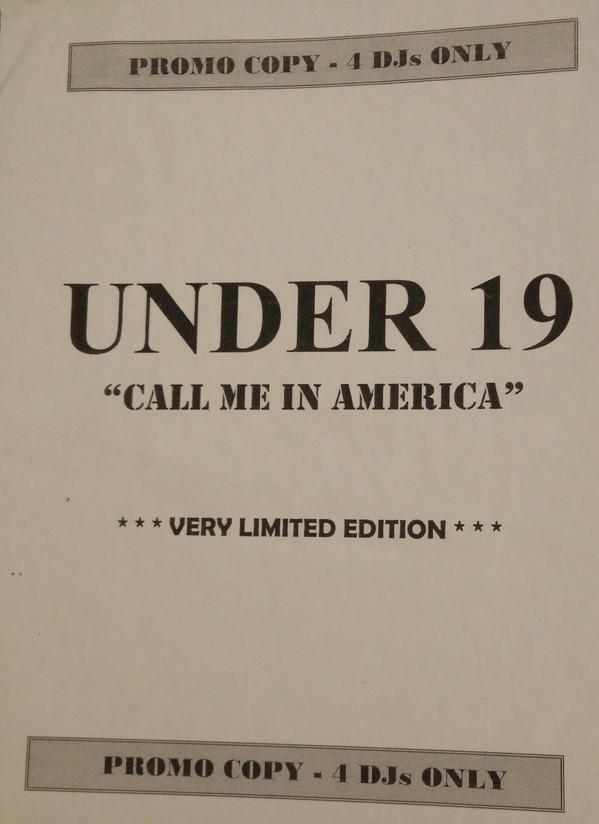 PROMO COPY - 4 DJs ONLY
UNDER 19
“CALL ME IN AMERICA”
*** VERY LIMITED EDITION ***
PROMO COPY - 4 DJs ONLY